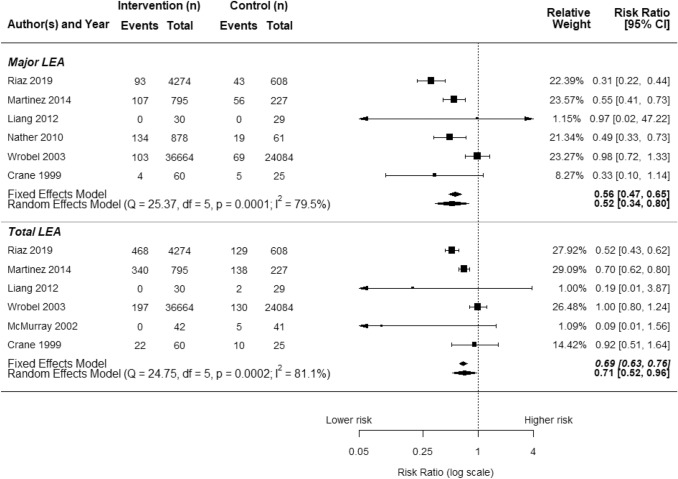 Intervention (n) Control (n) Relative Risk Ratio
Author(s) and Year Events Total Events Total Weight [95% CI]
Major LEA
Riaz 2019 93 4274 43 608 22.39% 0.31 [0.22, 0.44]
Martinez 2014 107 795 56 227 23.57% 0.55 [0.41, 0.73]
Liang 2012 0 30 0 29 1.15% 0.97 [0.02, 47.22]
Nather 2010 134 878 19 61 21.34% 0.49 [0.33, 0.73]
Wrobel 2003 103 36664 69 24084 23.27% 0.98 [0.72, 1.33]
Crane 1999 4 60 5 25 8.27% 0.33 [0.10, 1.14]
Fixed Effects Model 0.56 [0.47, 0.65]
Random Effects Model (Q = 25.37, df = 5, p = 0.0001; I² = 79.5%) 0.52 [0.34, 0.80]
Total LEA
Riaz 2019 468 4274 129 608 27.92% 0.52 [0.43, 0.62]
Martinez 2014 340 795 138 227 29.09% 0.70 [0.62, 0.80]
Liang 2012 0 30 2 29 1.00% 0.19 [0.01, 3.87]
Wrobel 2003 197 36664 130 24084 26.48% 1.00 [0.80, 1.24]
McMurray 2002 0 42 5 41 1.09% 0.09 [0.01, 1.56]
Crane 1999 22 60 10 25 14.42% 0.92 [0.51, 1.64]
Fixed Effects Model 0.69 [0.63, 0.76]
Random Effects Model (Q = 24.75, df = 5, p = 0.0002; I² = 81.1%) 0.71 [0.52, 0.96]
Lower risk Higher risk
0.05 0.25 1 4
Risk Ratio (log scale)